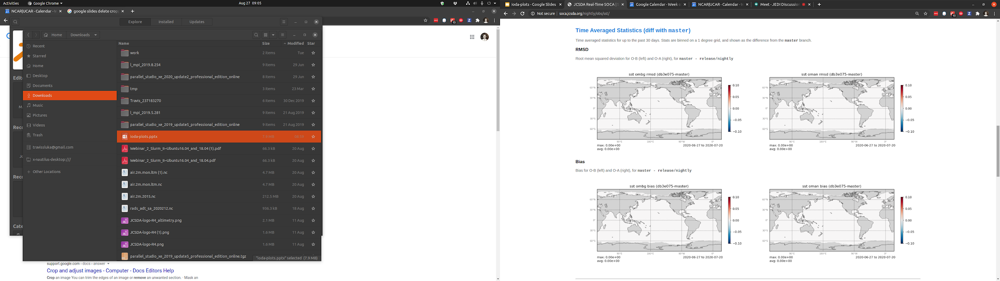 Activities
Google Chrome
Aug 27 09:05
NCAR|UCAR - Calendar - W
google slides delete crop
Explore
Installed
Updates
Home
Downloads
Recent
Starred
Home
Desktop
Documents
Downloads
Music
Pictures
Videos
Trash
travissluka@gmail.com
x-nautilus-desktop:///
Other Locations
Name Size Modified Star
work 2 items Tue
l_mpi_2019.8.254 9 items 29 Jun
parallel_studio_xe_2020_update2_professional_edition_online 8 items 29 Jun
tmp 3 items 23 Mar
Travis_237183270 6 items 30 Dec 2019
l_mpi_2019.5.281 9 items 21 Aug 2019
parallel_studio_xe_2019_update5_professional_edition_online 9 items 21 Aug 2019
ioda-plots.pptx 7.9 MB 08:59
Webinar_2_Slurm_II--Ubuntu16.04_and_18.04 (1).pdf 66.3 kB 20 Aug
Webinar_2_Slurm_II--Ubuntu16.04_and_18.04.pdf 66.3 kB 20 Aug
air.2m.mon.ltm (1).nc 4.7 MB 20 Aug
air.2m.mon.ltm.nc 4.7 MB 20 Aug
air.2m.2015.nc 212.5 MB 20 Aug
rads_adt_sa_2020212.nc 936.3 kB 18 Aug
JCSDA-logo-R4_altimetry.png 2.1 MB 11 Aug
JCSDA-logo-R4 (1).png 1.6 MB 11 Aug
JCSDA-logo-R4.png 1.6 MB 11 Aug
parallel_studio_xe_2019_update5_professional_edition_online.tgz
"ioda-plots.pptx" selected (7.9 MB)
Edit
Rec
Rec
Cate
support.google.com › docs › answer
Crop and adjust images - Computer - Docs Editors Help
Crop an image You can trim the edges of an image or remove an unwanted section. · Mask an
ioda-plots - Google Slides
JCSDA Real-Time SOCA | S
Google Calendar - Week o
NCAR|UCAR - Calendar - W
Meet - JEDI Discussion
Not secure | soca.jcsda.org/nightly/obs/sst/
15
15
Time Averaged Statistics (diff with master)
Time averaged statistics for up to the past 30 days. Stats are binned on a 1 degree grid, and shown as the difference from the master branch.
RMSD
Root mean squared deviation for O-B (left) and O-A (right), for master - release/nightly
sst ombg rmsd (db3e075-master)
60°N
30°N
0°
30°S
60°S
90°E 180°E 90°W 0°
0.10
0.05
0.00
−0.05
−0.10
max: 0.00e+00
avg: 0.00e+00
2020-06-27 to 2020-07-20
sst oman rmsd (db3e075-master)
60°N
30°N
0°
30°S
60°S
90°E 180°E 90°W 0°
0.10
0.05
0.00
−0.05
−0.10
max: 0.00e+00
avg: 0.00e+00
2020-06-27 to 2020-07-20
Bias
Bias for O-B (left) and O-A (right), for master - release/nightly
sst ombg bias (db3e075-master)
60°N
30°N
0°
30°S
60°S
90°E 180°E 90°W 0°
0.10
0.05
0.00
−0.05
−0.10
max: 0.00e+00
avg: 0.00e+00
2020-06-27 to 2020-07-20
sst oman bias (db3e075-master)
60°N
30°N
0°
30°S
60°S
90°E 180°E 90°W 0°
0.10
0.05
0.00
−0.05
−0.10
max: 0.00e+00
avg: 0.00e+00
2020-06-27 to 2020-07-20